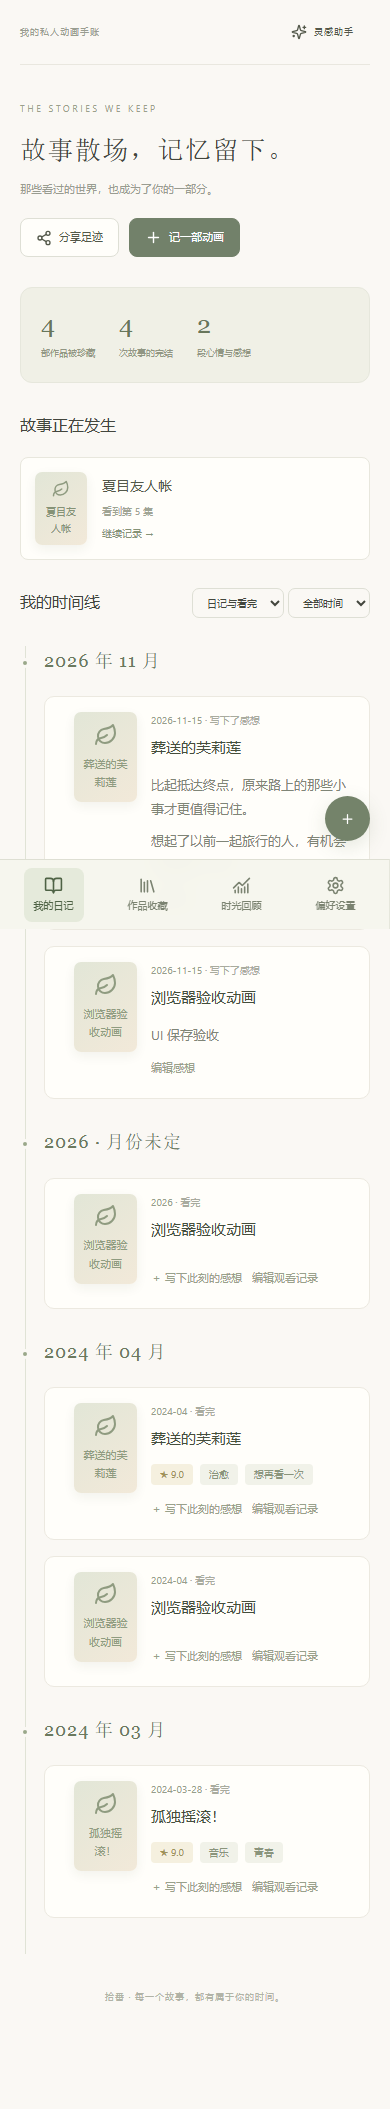 我的私人动画手账
灵感助手
THE STORIES WE KEEP
故事散场，记忆留下。
那些看过的世界，也成为了你的一部分。
分享足迹
＋ 记一部动画
4
部作品被珍藏
4
次故事的完结
2
段心情与感想
故事正在发生
夏目友
人帐
夏目友人帐
看到第 5 集
继续记录 →
我的时间线
日记与看完
全部时间
2026 年 11 月
葬送的芙
莉莲
2026-11-15 · 写下了感想
葬送的芙莉莲
比起抵达终点，原来路上的那些小
事才更值得记住。
想起了以前一起旅行的人，有机会
＋
我的日记
作品收藏
时光回顾
偏好设置
浏览器验
收动画
2026-11-15 · 写下了感想
浏览器验收动画
UI 保存验收
编辑感想
2026 · 月份未定
浏览器验
收动画
2026 · 看完
浏览器验收动画
＋ 写下此刻的感想 编辑观看记录
2024 年 04 月
葬送的芙
莉莲
2024-04 · 看完
葬送的芙莉莲
★ 9.0 治愈 想再看一次
＋ 写下此刻的感想 编辑观看记录
浏览器验
收动画
2024-04 · 看完
浏览器验收动画
＋ 写下此刻的感想 编辑观看记录
2024 年 03 月
孤独摇
滚！
2024-03-28 · 看完
孤独摇滚！
★ 9.0 音乐 青春
＋ 写下此刻的感想 编辑观看记录
拾番 · 每一个故事，都有属于你的时间。